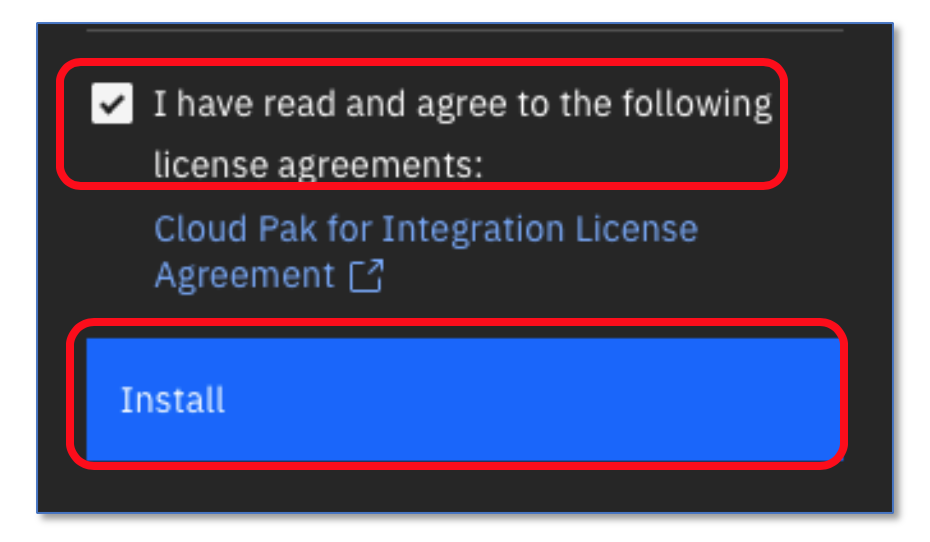 I have read and agree to the following
license agreements:
Cloud Pak for Integration License
Agreement
Install